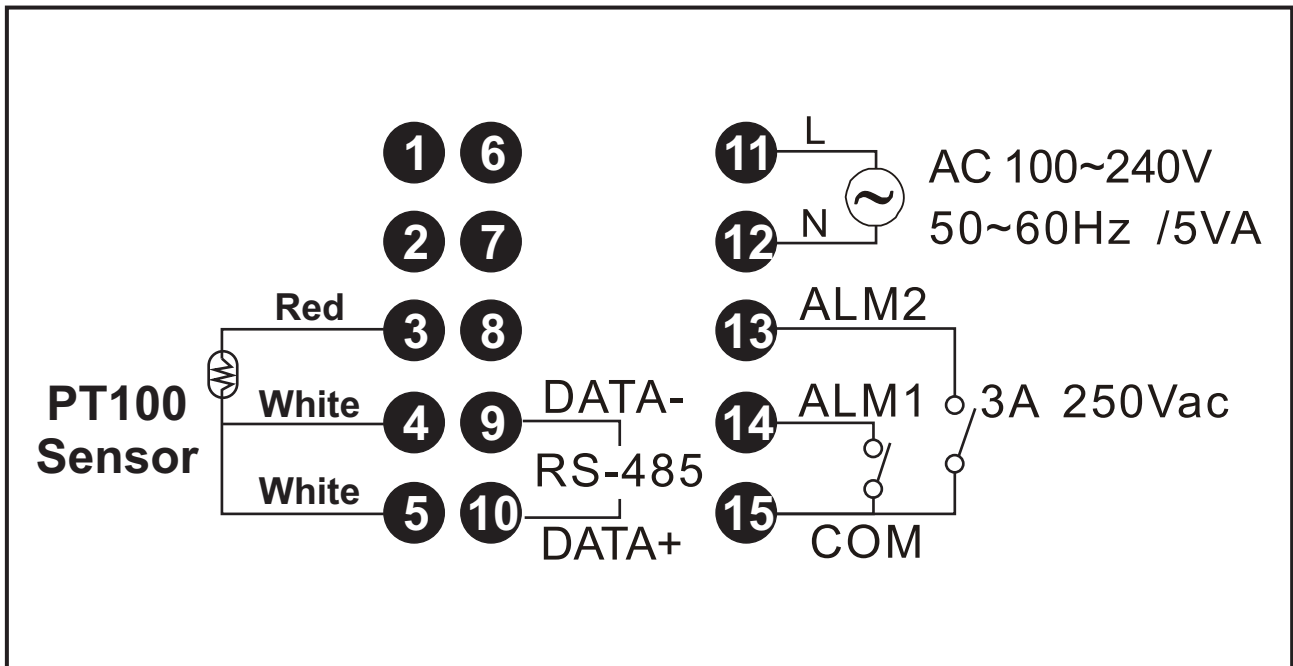 1 6
2 7
Red 3 8
PT100
Sensor
White 4 9 DATA-
RS-485
White 5 10 DATA+
11 L
12 N
AC 100~240V
50~60Hz /5VA
13 ALM2
14 ALM1
3A 250Vac
15 COM